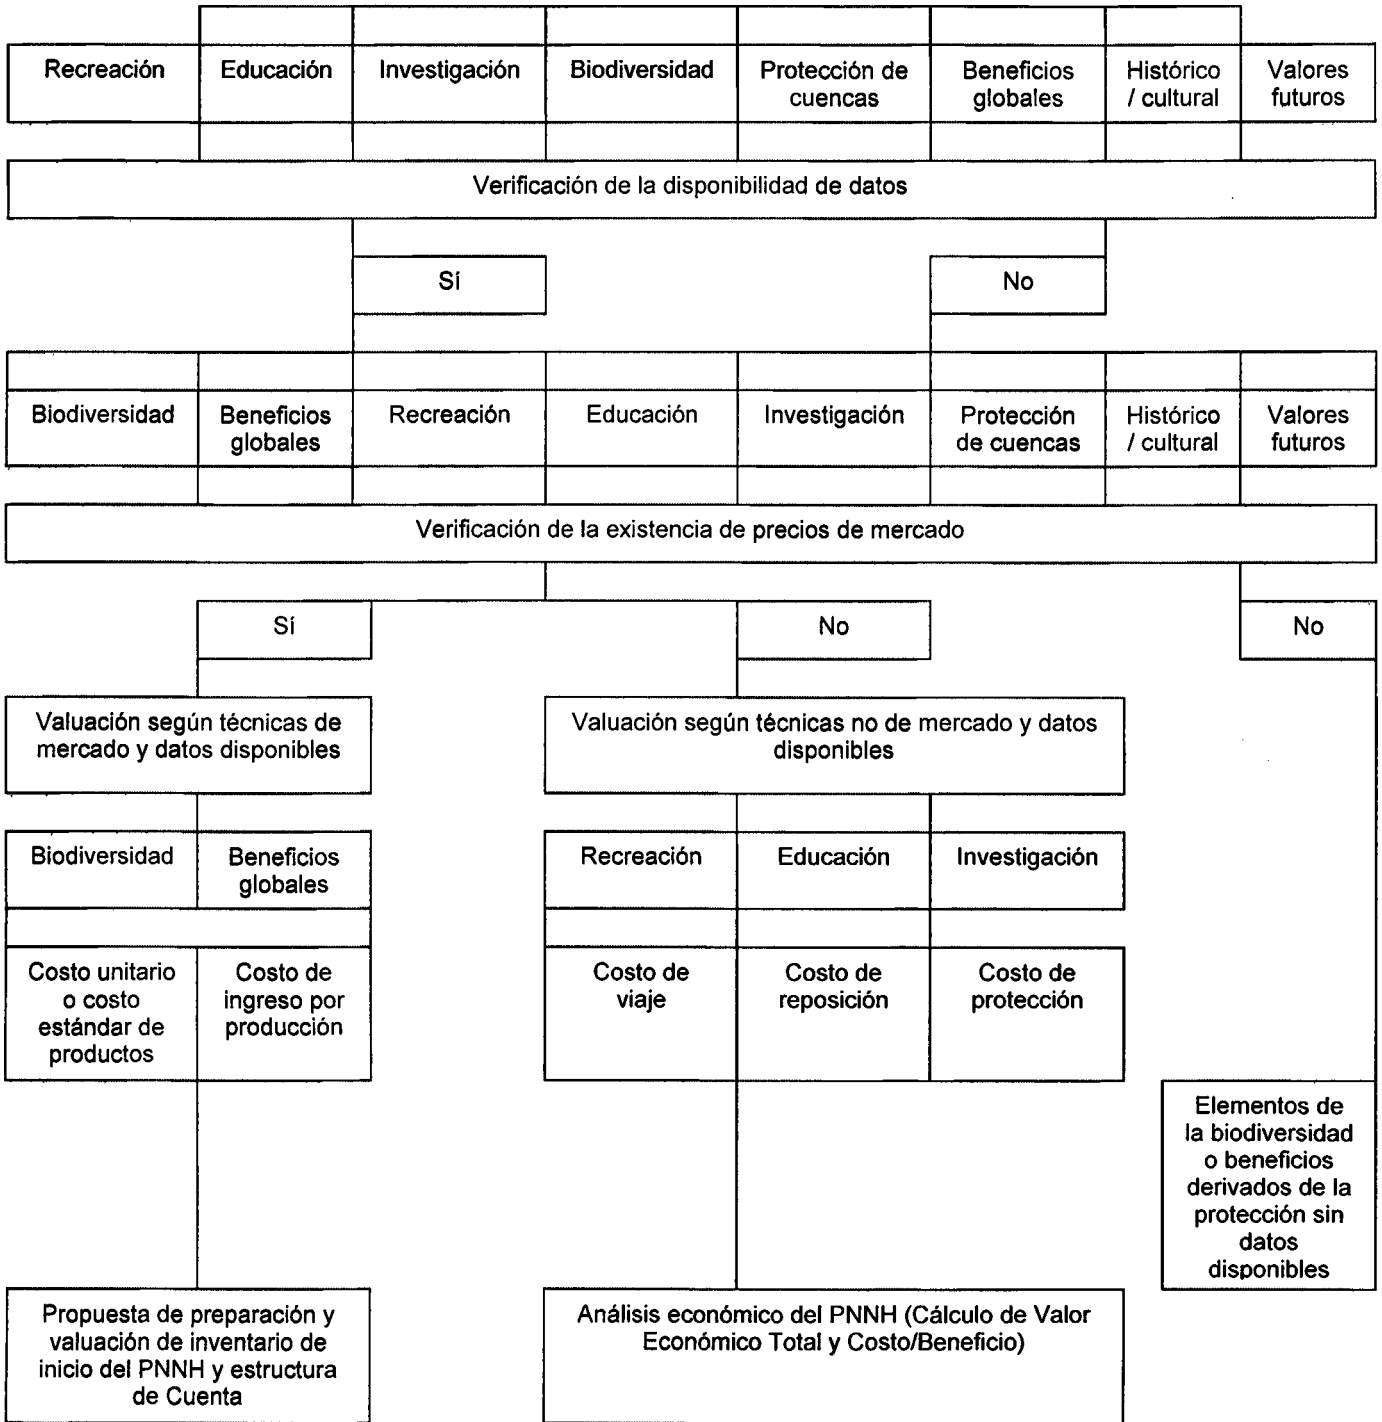 Recreación
Educación
Investigación
Biodiversidad
Protección de
cuencas
Beneficios
globales
Histórico
/ cultural
Valores
futuros
Verificación de la disponibilidad de datos
Sí
No
Biodiversidad
Beneficios
globales
Recreación
Educación
Investigación
Protección
de cuencas
Histórico
/ cultural
Valores
futuros
Verificación de la existencia de precios de mercado
Sí
No
No
Valuación según técnicas de
mercado y datos disponibles
Valuación según técnicas no de mercado y datos
disponibles
Biodiversidad
Beneficios
globales
Recreación
Educación
Investigación
Costo unitario
o costo
estándar de
productos
Costo de
ingreso por
producción
Costo de
viaje
Costo de
reposición
Costo de
protección
Elementos de
la biodiversidad
o beneficios
derivados de la
protección sin
datos
disponibles
Propuesta de preparación y
valuación de inventario de
inicio del PNNH y estructura
de Cuenta
Análisis económico del PNNH (Cálculo de Valor
Económico Total y Costo/Beneficio)